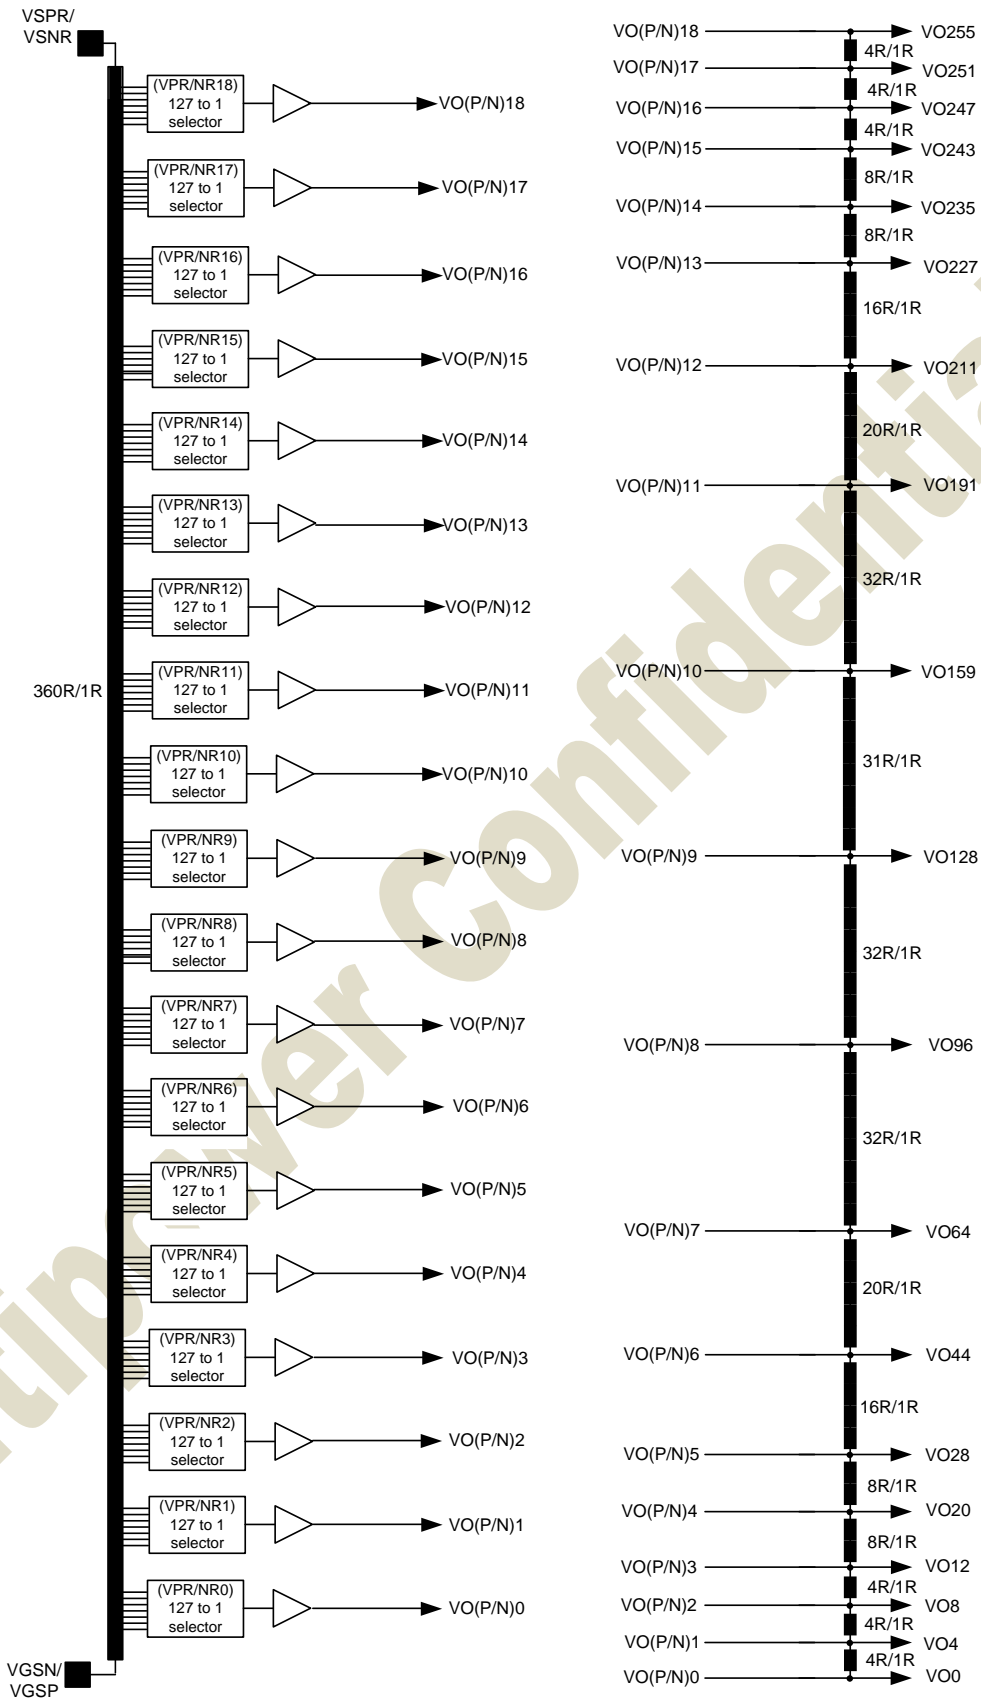 VSPR/
VSNR
(VPR/NR18)
127 to 1
selector
VO(P/N)18
(VPR/NR17)
127 to 1
selector
VO(P/N)17
(VPR/NR16)
127 to 1
selector
VO(P/N)16
(VPR/NR15)
127 to 1
selector
VO(P/N)15
(VPR/NR14)
127 to 1
selector
VO(P/N)14
(VPR/NR13)
127 to 1
selector
VO(P/N)13
(VPR/NR12)
127 to 1
selector
VO(P/N)12
360R/1R
(VPR/NR11)
127 to 1
selector
VO(P/N)11
(VPR/NR10)
127 to 1
selector
VO(P/N)10
(VPR/NR9)
127 to 1
selector
VO(P/N)9
(VPR/NR8)
127 to 1
selector
VO(P/N)8
(VPR/NR7)
127 to 1
selector
VO(P/N)7
(VPR/NR6)
127 to 1
selector
VO(P/N)6
(VPR/NR5)
127 to 1
selector
VO(P/N)5
(VPR/NR4)
127 to 1
selector
VO(P/N)4
(VPR/NR3)
127 to 1
selector
VO(P/N)3
(VPR/NR2)
127 to 1
selector
VO(P/N)2
(VPR/NR1)
127 to 1
selector
VO(P/N)1
(VPR/NR0)
127 to 1
selector
VO(P/N)0
VGSN/
VGSP
VO(P/N)18 VO255
4R/1R
VO(P/N)17 VO251
4R/1R
VO(P/N)16 VO247
4R/1R
VO(P/N)15 VO243
8R/1R
VO(P/N)14 VO235
8R/1R
VO(P/N)13 VO227
16R/1R
VO(P/N)12 VO211
20R/1R
VO(P/N)11 VO191
32R/1R
VO(P/N)10 VO159
31R/1R
VO(P/N)9 VO128
32R/1R
VO(P/N)8 VO96
32R/1R
VO(P/N)7 VO64
20R/1R
VO(P/N)6 VO44
16R/1R
VO(P/N)5 VO28
8R/1R
VO(P/N)4 VO20
8R/1R
VO(P/N)3 VO12
4R/1R
VO(P/N)2 VO8
4R/1R
VO(P/N)1 VO4
4R/1R
VO(P/N)0 VO0